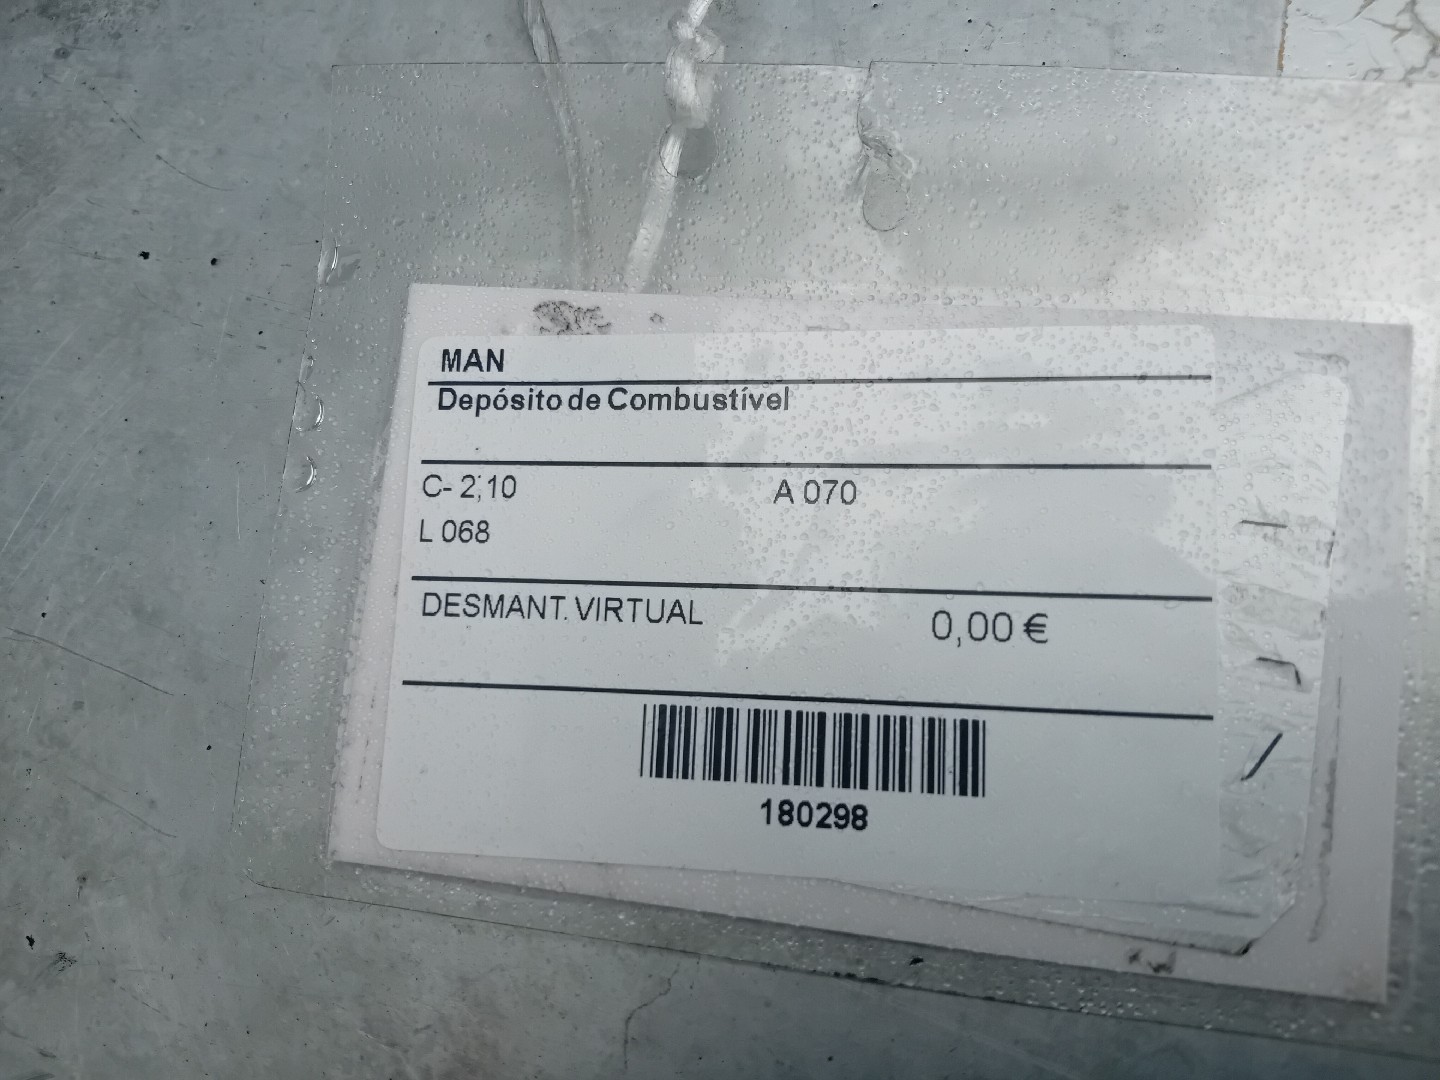 MAN
Depósito de Combustível
C- 2;10 A 070
L 068
DESMANT. VIRTUAL 0,00 €
180298